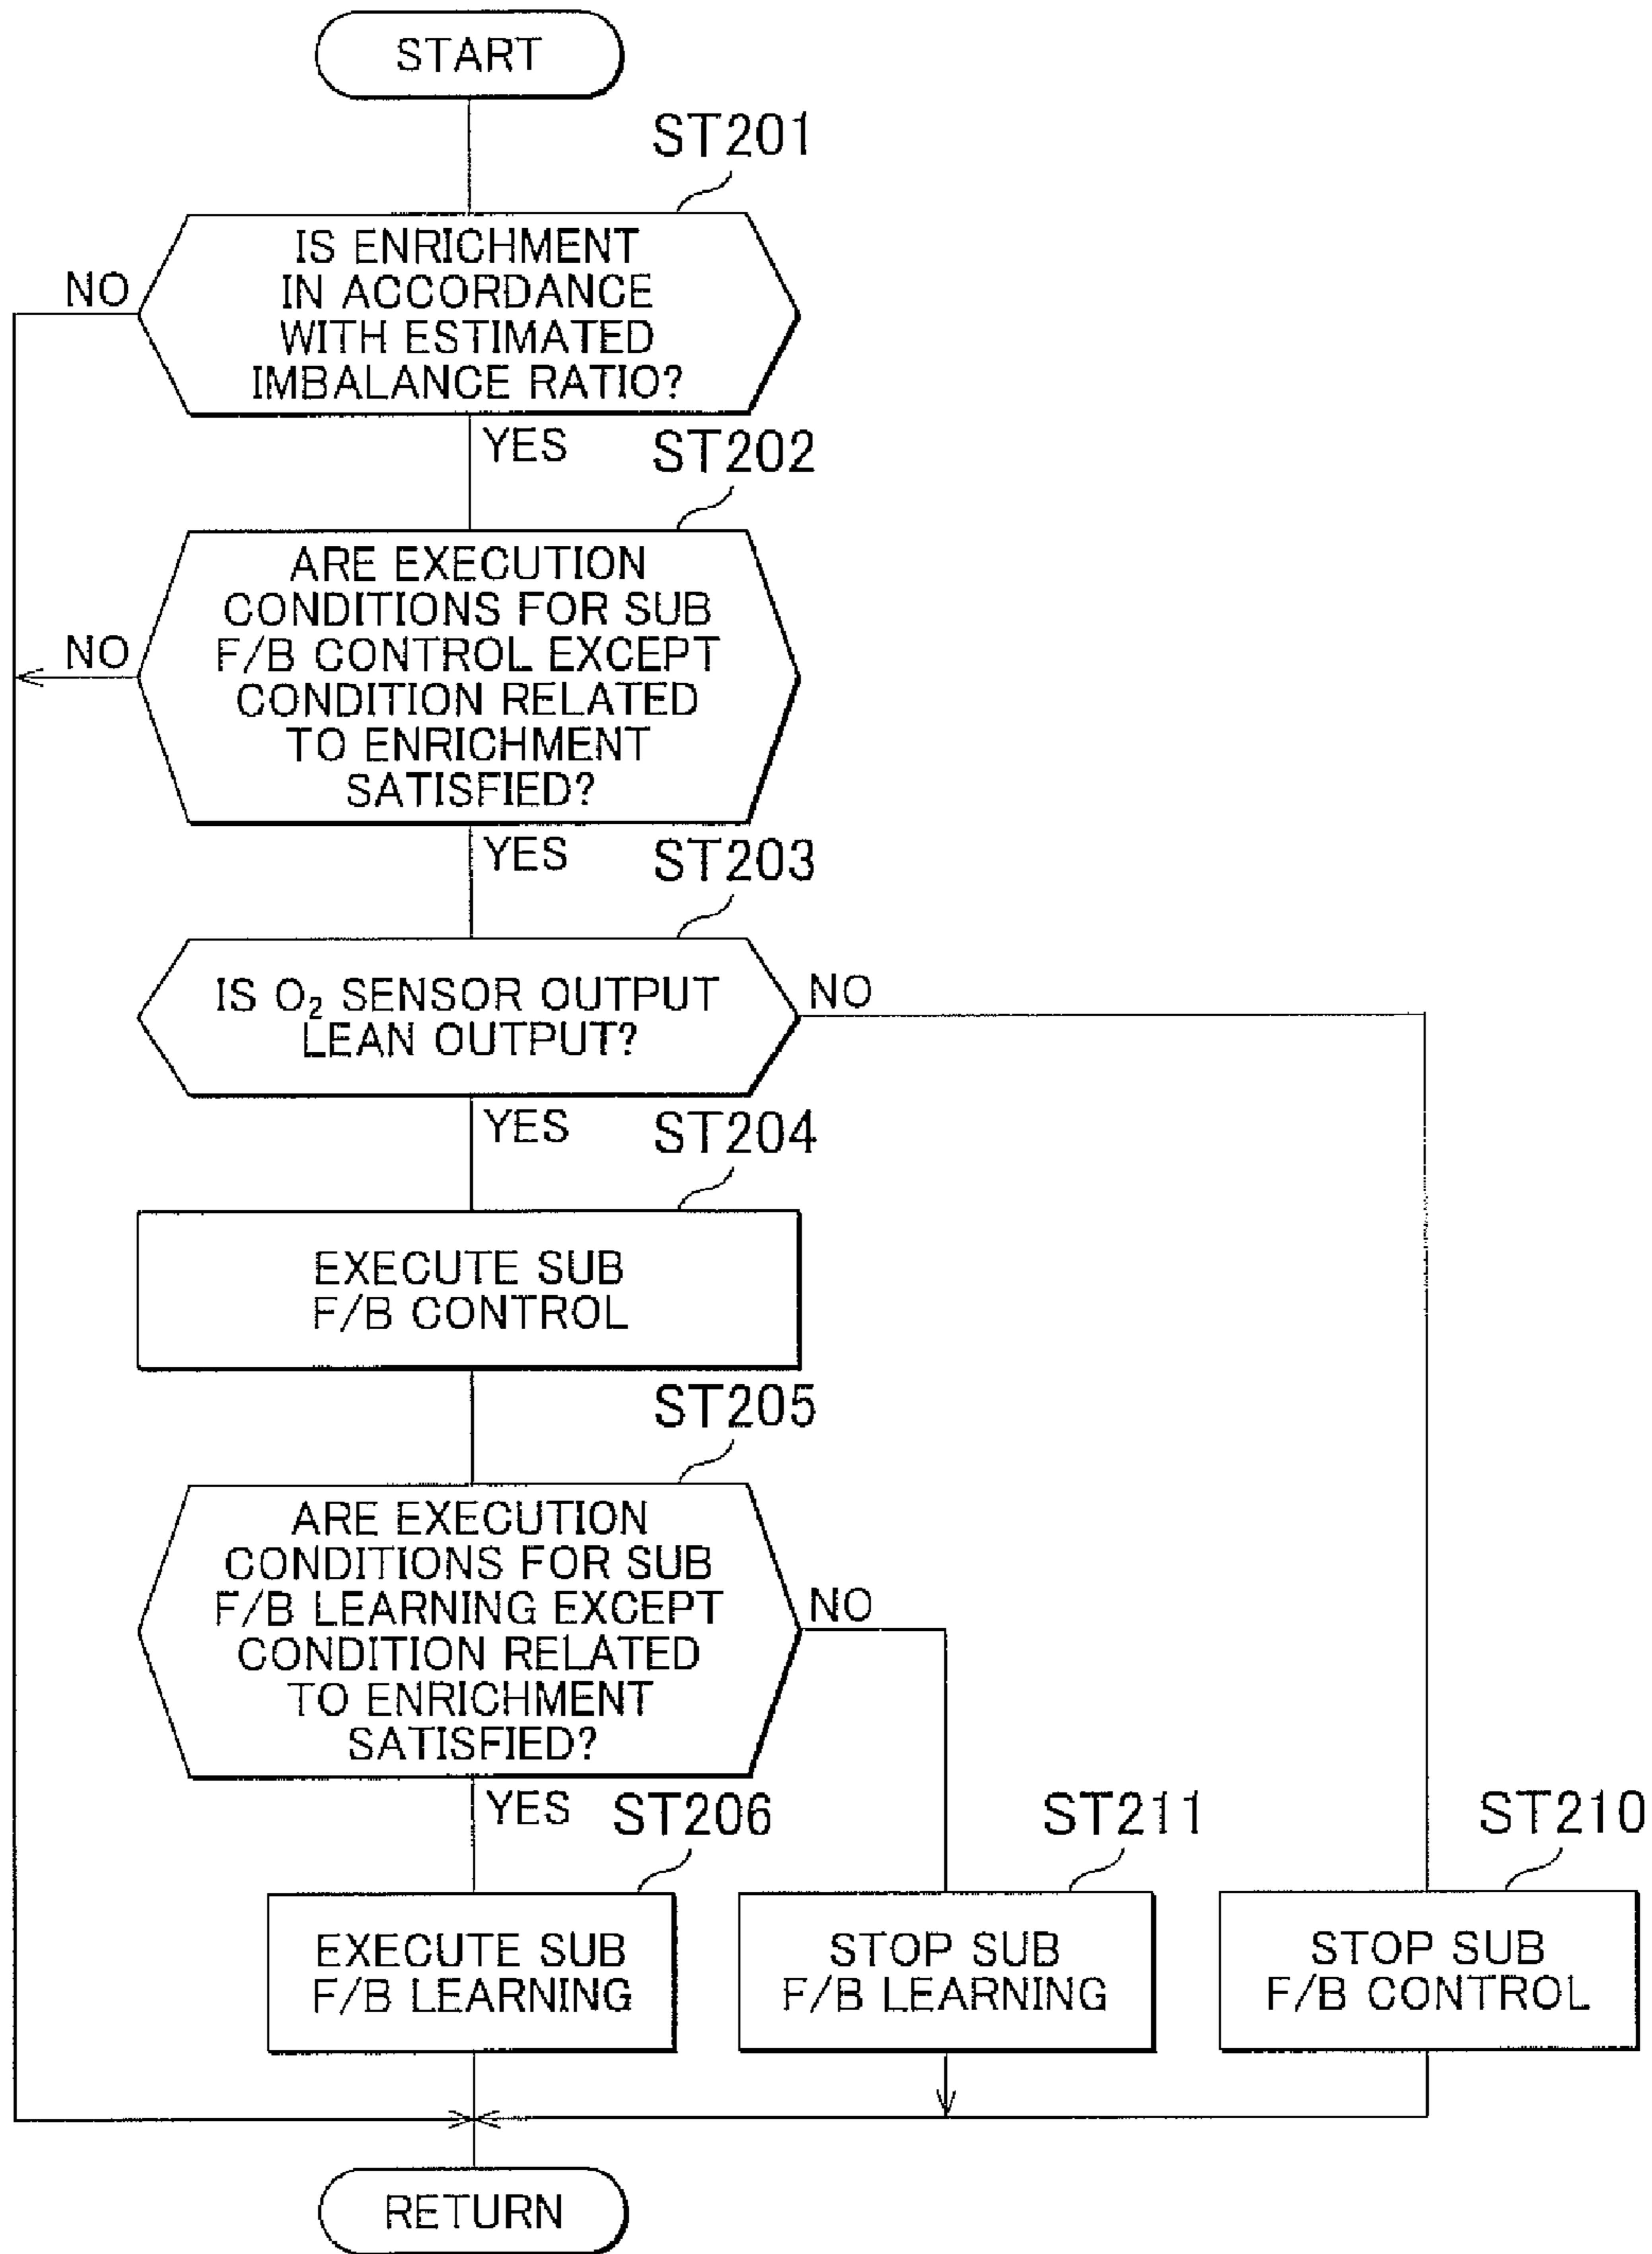 START
ST201
IS ENRICHMENT
IN ACCORDANCE
WITH ESTIMATED
IMBALANCE RATIO?
NO
YES
ST202
ARE EXECUTION
CONDITIONS FOR SUB
F/B CONTROL EXCEPT
CONDITION RELATED
TO ENRICHMENT
SATISFIED?
NO
YES
ST203
IS O₂ SENSOR OUTPUT
LEAN OUTPUT?
NO
YES
ST204
EXECUTE SUB
F/B CONTROL
ST205
ARE EXECUTION
CONDITIONS FOR SUB
F/B LEARNING EXCEPT
CONDITION RELATED
TO ENRICHMENT
SATISFIED?
NO
YES
ST206
EXECUTE SUB
F/B LEARNING
ST211
STOP SUB
F/B LEARNING
ST210
STOP SUB
F/B CONTROL
RETURN